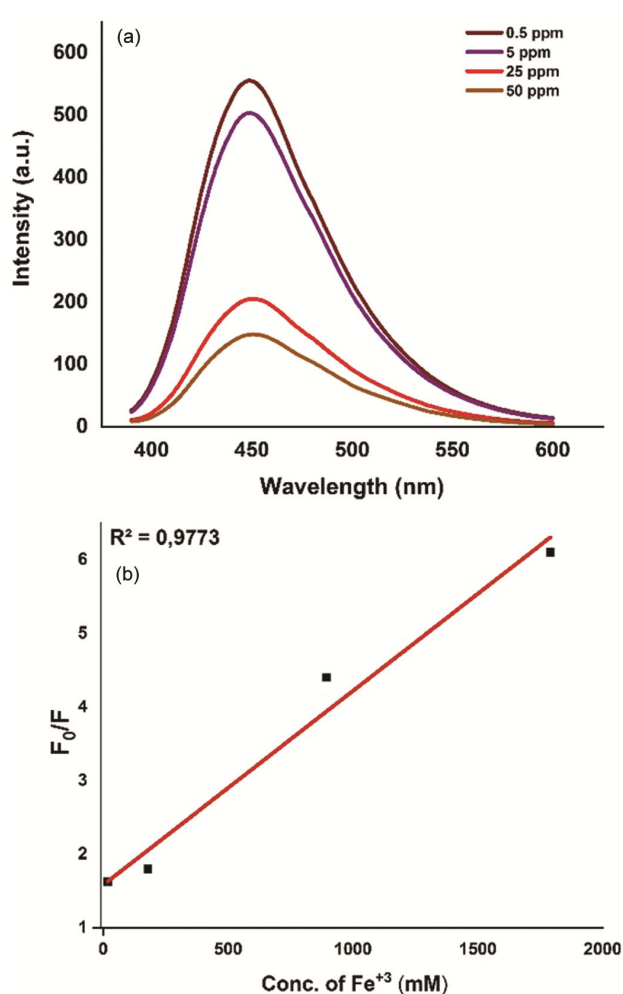 (a)
0.5 ppm
5 ppm
25 ppm
50 ppm
600
500
400
300
200
100
0
Intensity (a.u.)
400 450 500 550 600
Wavelength (nm)
R² = 0,9773
(b)
6
5
4
3
2
1
F₀/F
0 500 1000 1500 2000
Conc. of Fe⁺³ (mM)